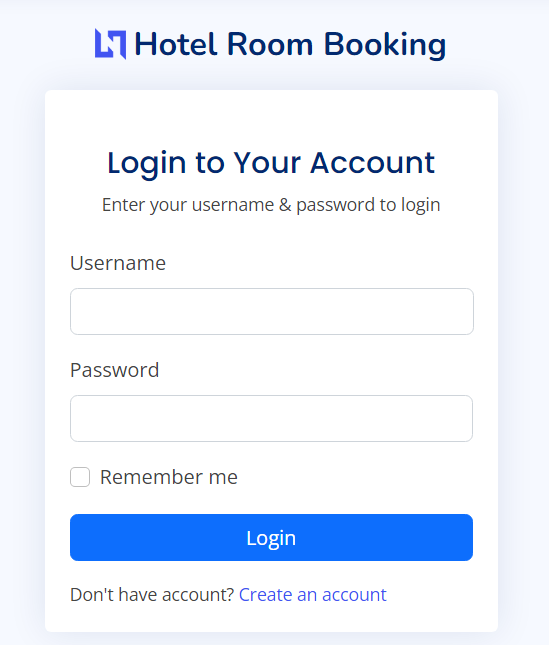 Hotel Room Booking
Login to Your Account
Enter your username & password to login
Username
Password
Remember me
Login
Don't have account? Create an account